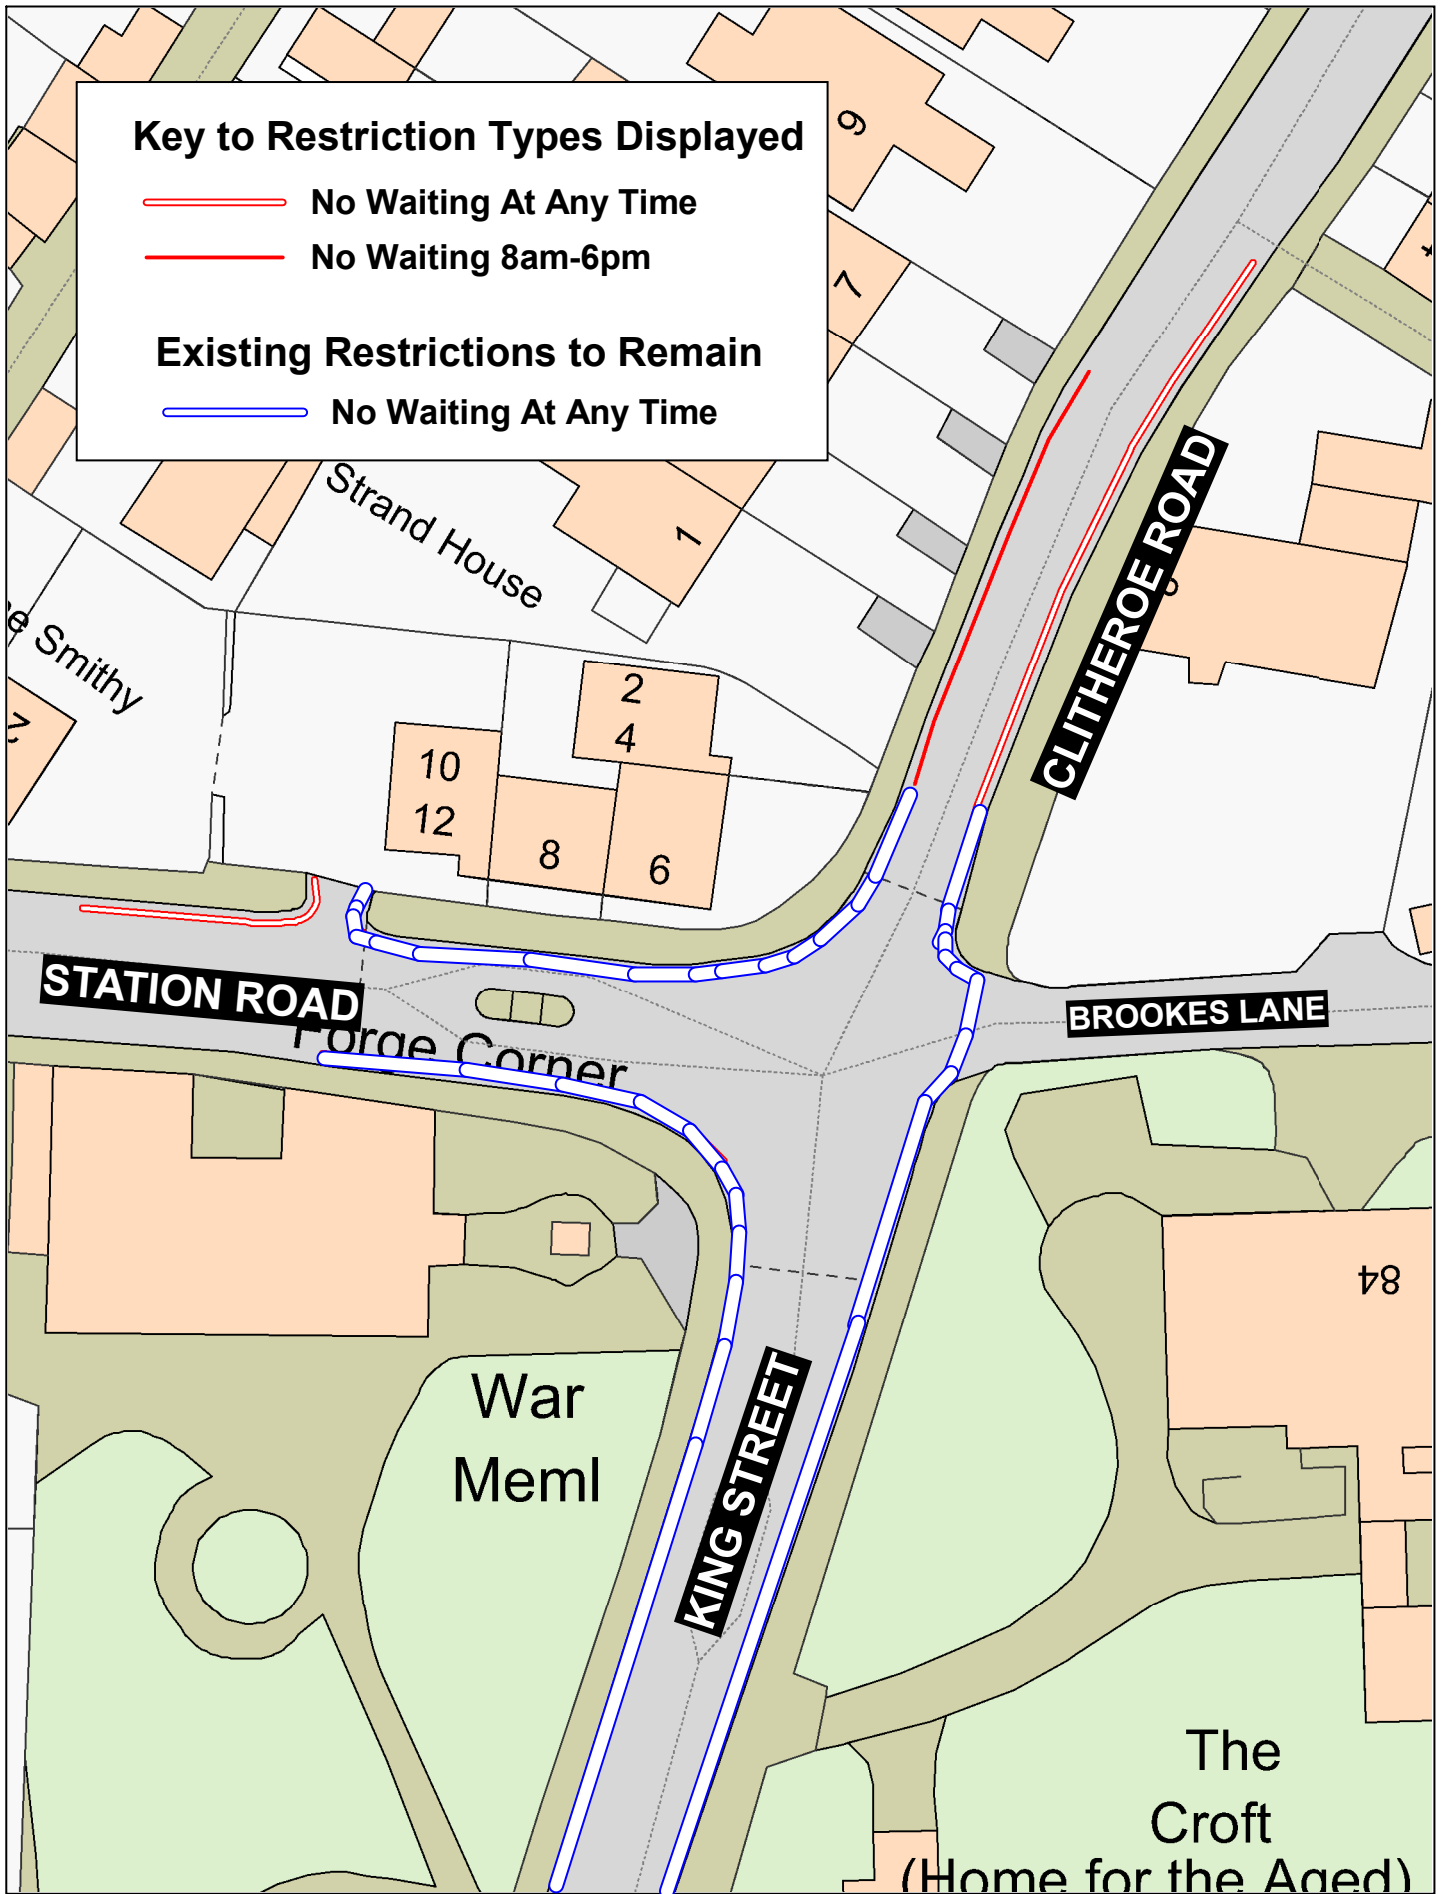 Key to Restriction Types Displayed
No Waiting At Any Time
No Waiting 8am-6pm
Existing Restrictions to Remain
No Waiting At Any Time
9
7
1
Strand House
Smithy
2
2
4
10
12
8
6
CLITHEROE ROAD
STATION ROAD
Forge Corner
BROOKES LANE
84
War
Meml
KING STREET
The
Croft
(Home for the Aged)